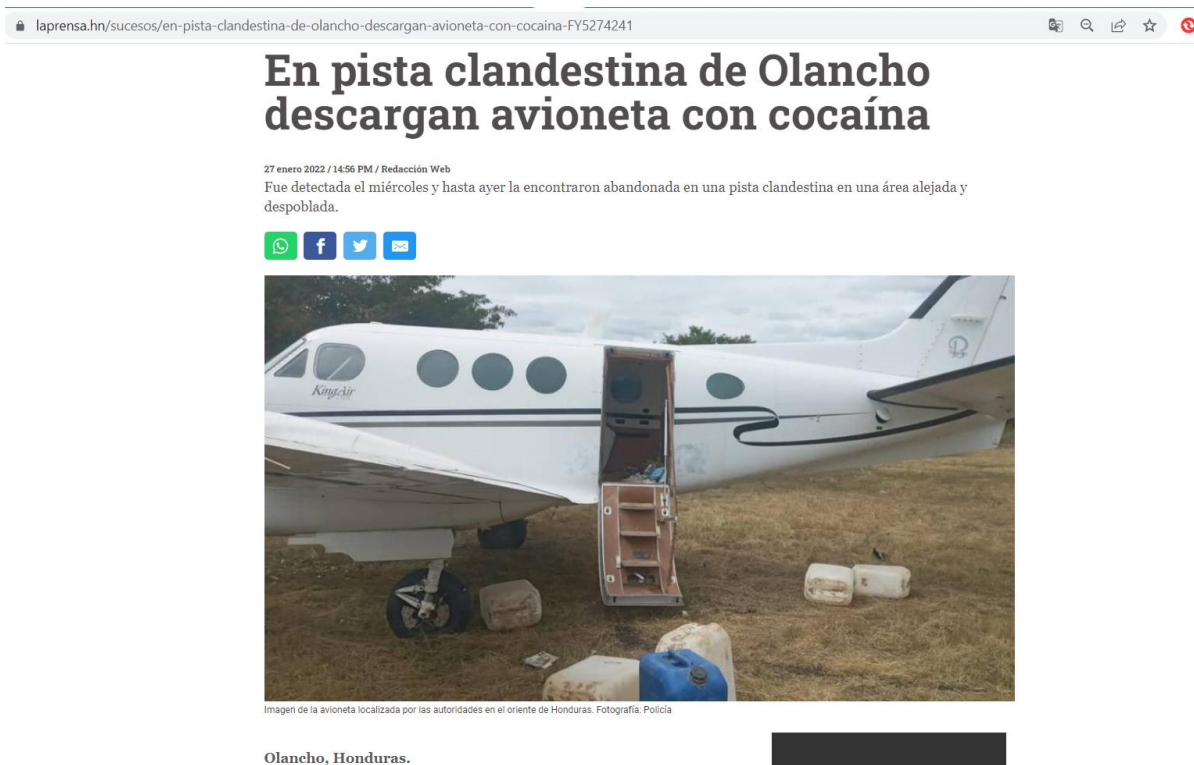 laprensa.hn/sucesos/en-pista-clandestina-de-olancho-descargan-avioneta-con-cocaina-FY5274241
En pista clandestina de Olancho
descargan avioneta con cocaína
27 enero 2022 / 14:56 PM / Redacción Web
Fue detectada el miércoles y hasta ayer la encontraron abandonada en una pista clandestina en una área alejada y
despoblada.
KingAir
Imagen de la avioneta localizada por las autoridades en el oriente de Honduras. Fotografía: Policía
Olancho, Honduras.